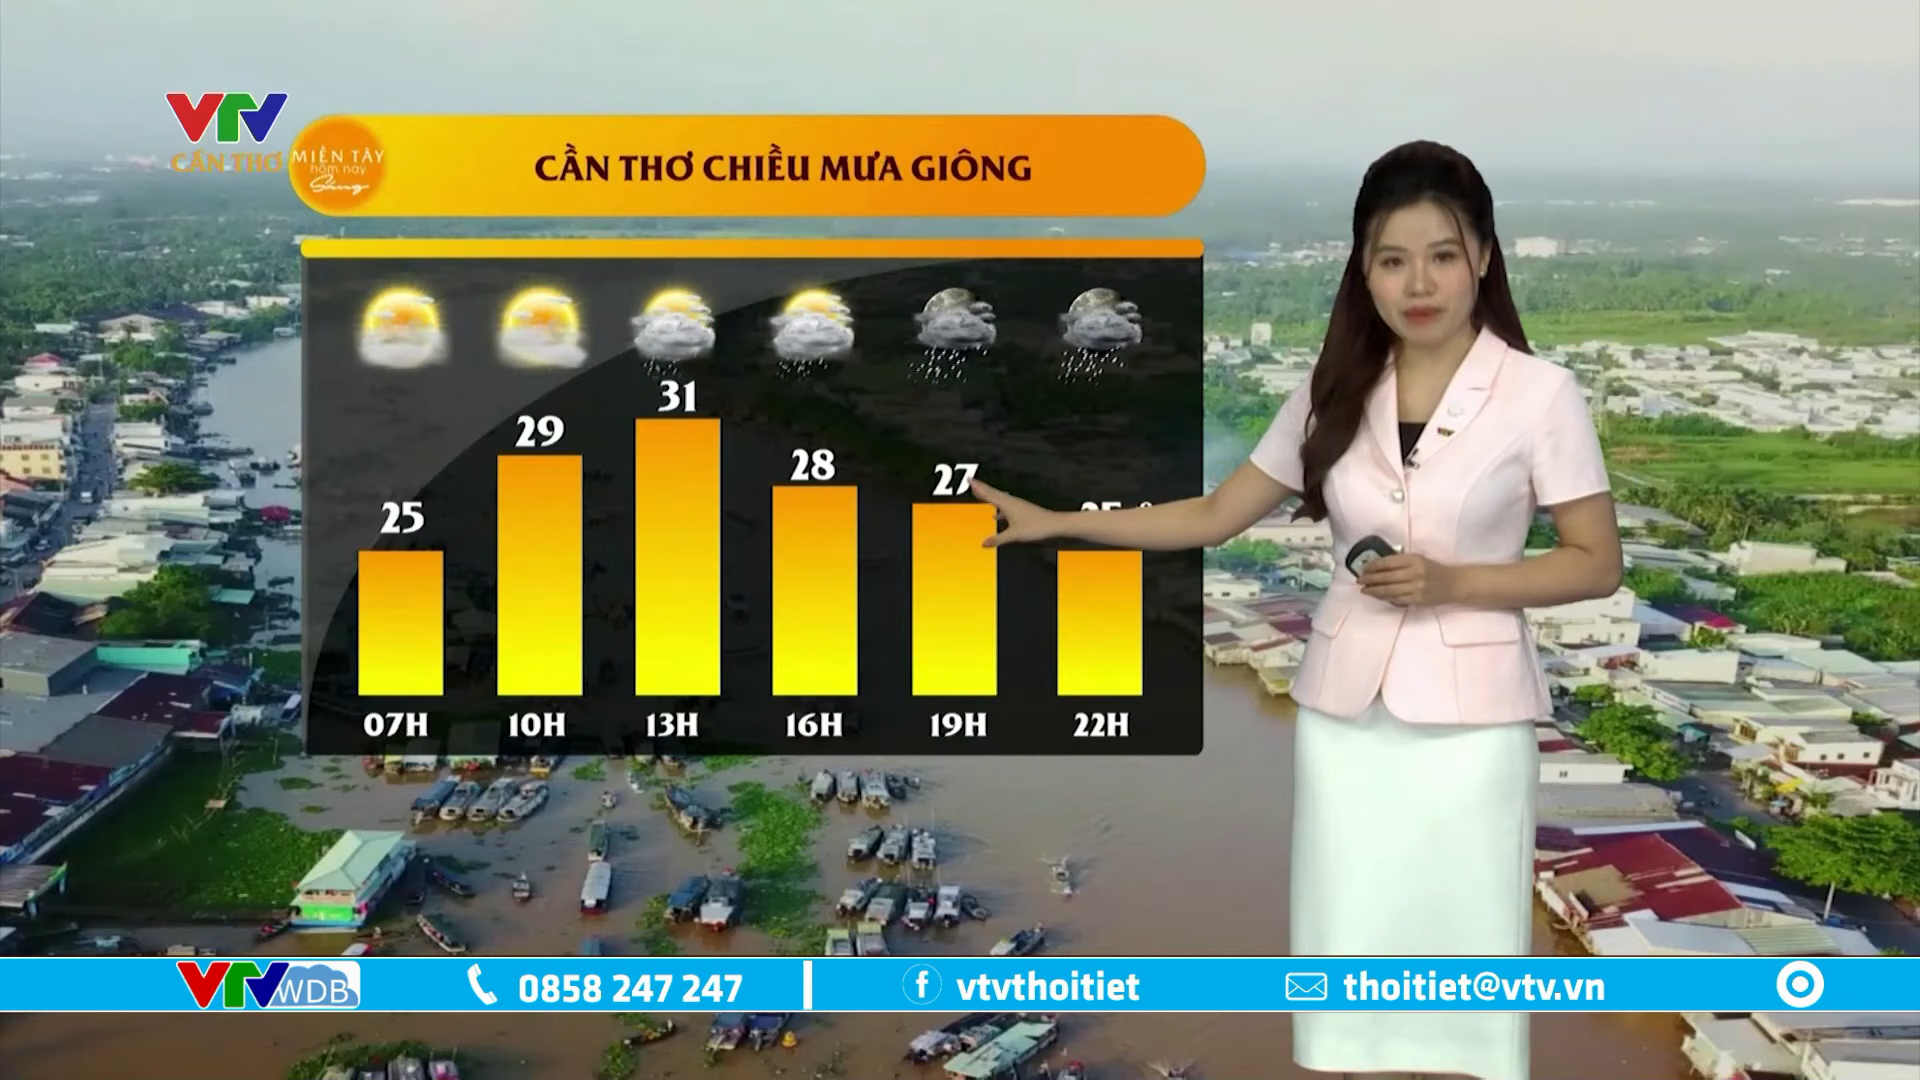 VTV
CẦN THƠ
MIỀN TÂY
hôm nay
Sáng
CẦN THƠ CHIỀU MƯA GIÔNG
25
29
31
28
27
07H
10H
13H
16H
19H
22H
VTV WDB
0858 247 247
f
vtvthoitiet
thoitiet@vtv.vn